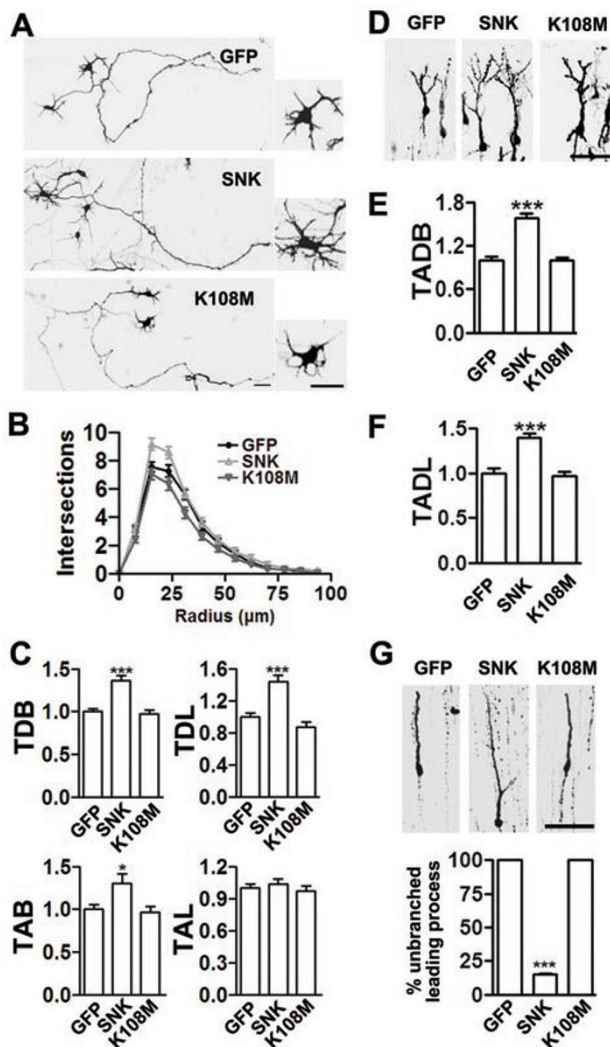 A
GFP
SNK
K108M
B
Intersections
10
8
6
4
2
0
GFP
SNK
K108M
0 25 50 75 100
Radius (µm)
C
TDB
1.5
1.0
0.5
0.0
***
GFP SNK K108M
TDL
1.6
1.2
0.8
0.4
0.0
***
GFP SNK K108M
TAB
1.5
1.0
0.5
0.0
*
GFP SNK K108M
TAL
1.2
0.9
0.6
0.3
0.0
GFP SNK K108M
D
GFP SNK K108M
E
TADB
1.8
1.2
0.6
0.0
***
GFP SNK K108M
F
TADL
1.5
1.0
0.5
0.0
***
GFP SNK K108M
G
GFP SNK K108M
% unbranched
leading process
100
75
50
25
0
***
GFP SNK K108M